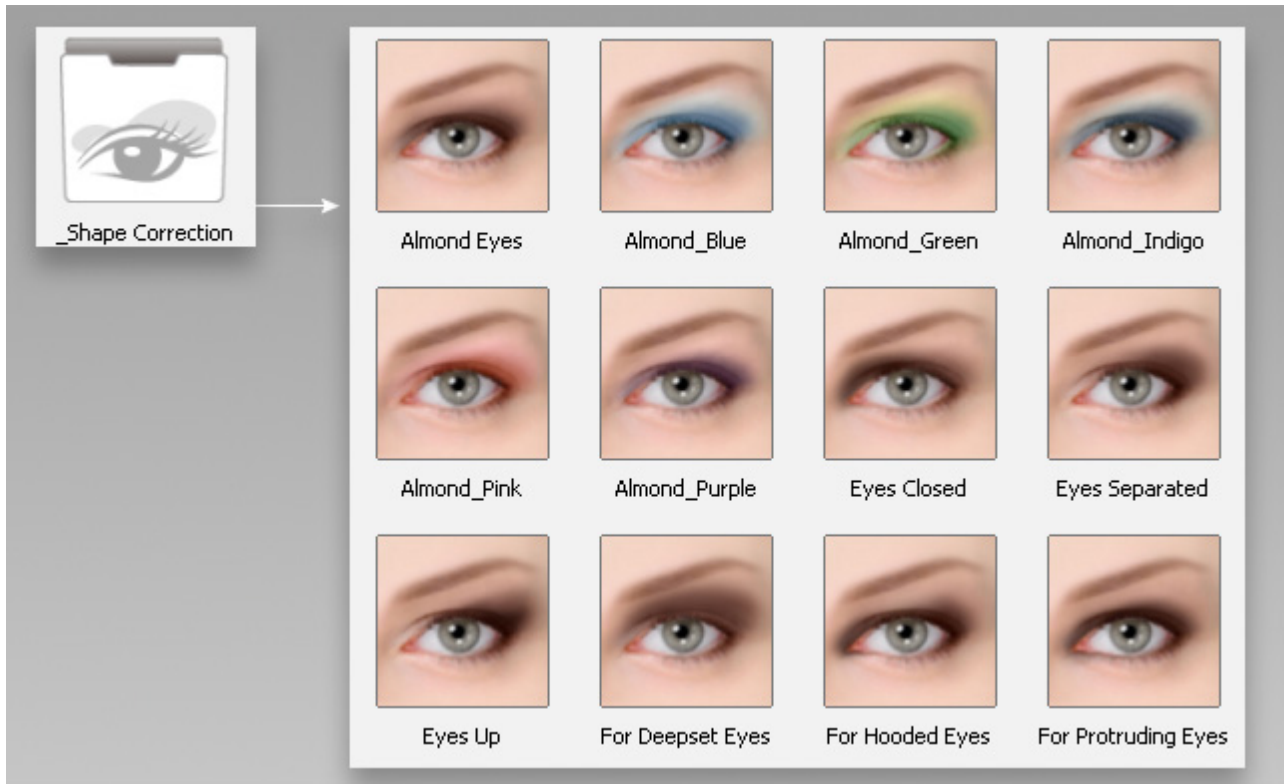 _Shape Correction
Almond Eyes
Almond_Blue
Almond_Green
Almond_Indigo
Almond_Pink
Almond_Purple
Eyes Closed
Eyes Separated
Eyes Up
For Deepset Eyes
For Hooded Eyes
For Protruding Eyes